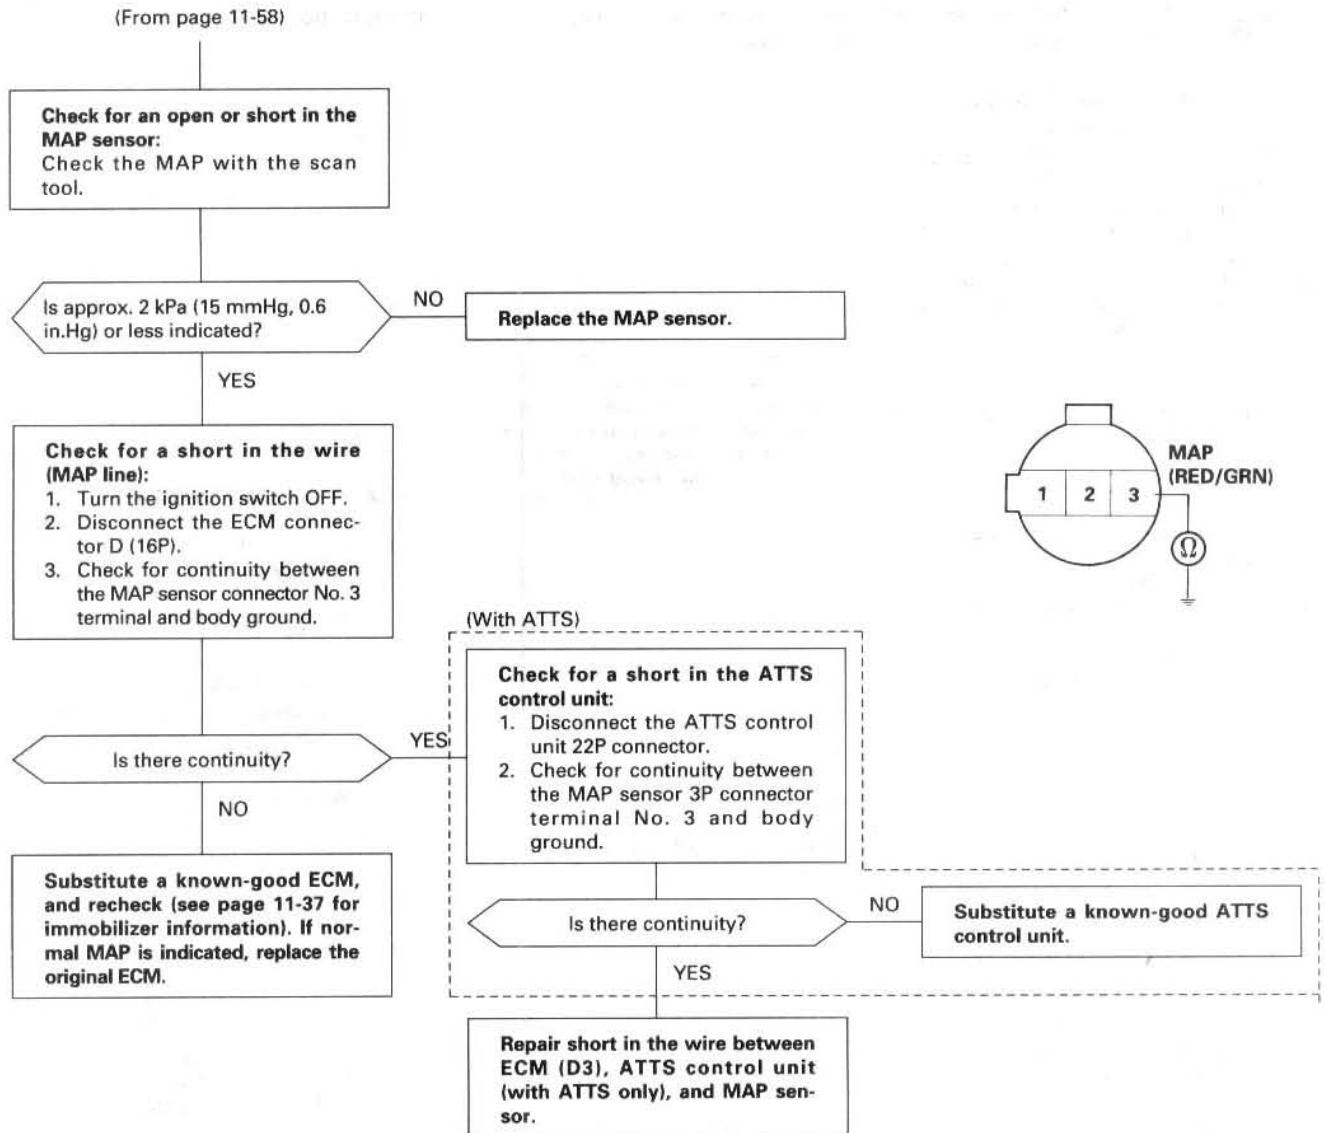 (From page 11-58)
Check for an open or short in the
MAP sensor:
Check the MAP with the scan
tool.
Is approx. 2 kPa (15 mmHg, 0.6
in.Hg) or less indicated?
NO
Replace the MAP sensor.
YES
Check for a short in the wire
(MAP line):
1. Turn the ignition switch OFF.
2. Disconnect the ECM connec-
tor D (16P).
3. Check for continuity between
the MAP sensor connector No. 3
terminal and body ground.
MAP
(RED/GRN)
1 2 3
Ω
Is there continuity?
YES
(With ATTS)
Check for a short in the ATTS
control unit:
1. Disconnect the ATTS control
unit 22P connector.
2. Check for continuity between
the MAP sensor 3P connector
terminal No. 3 and body
ground.
NO
Substitute a known-good ECM,
and recheck (see page 11-37 for
immobilizer information). If nor-
mal MAP is indicated, replace the
original ECM.
Is there continuity?
NO
Substitute a known-good ATTS
control unit.
YES
Repair short in the wire between
ECM (D3), ATTS control unit
(with ATTS only), and MAP sen-
sor.